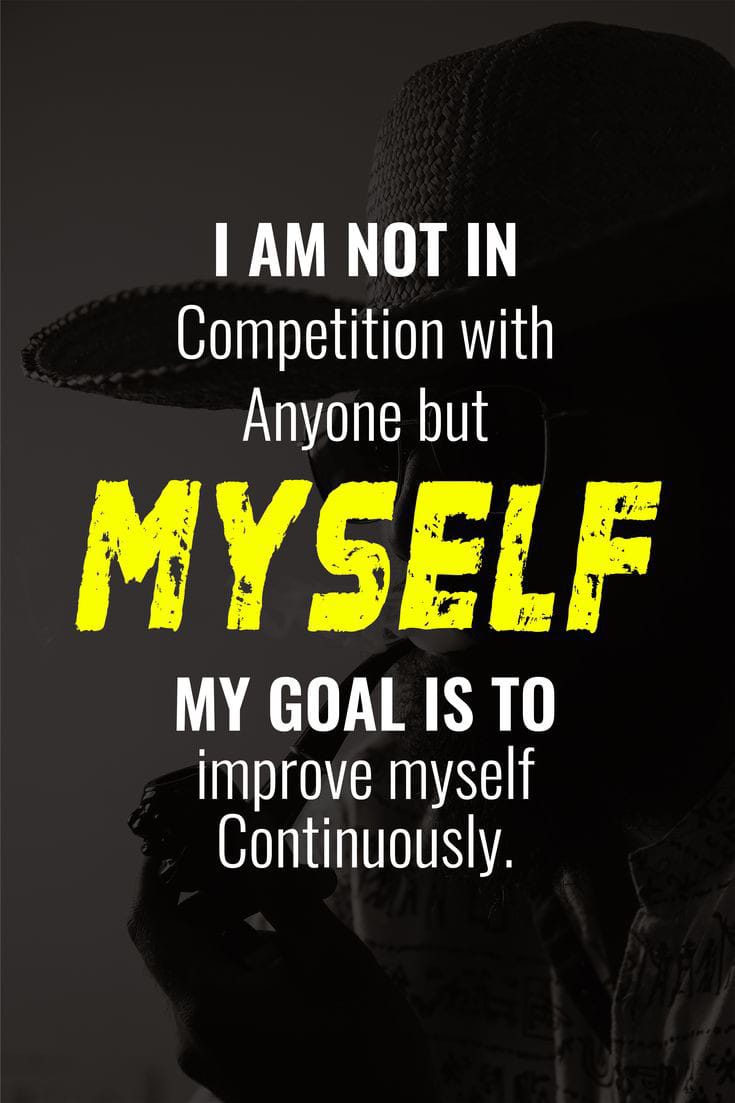 I AM NOT IN
Competition with
Anyone but
MYSELF
MY GOAL IS TO
improve myself
Continuously.